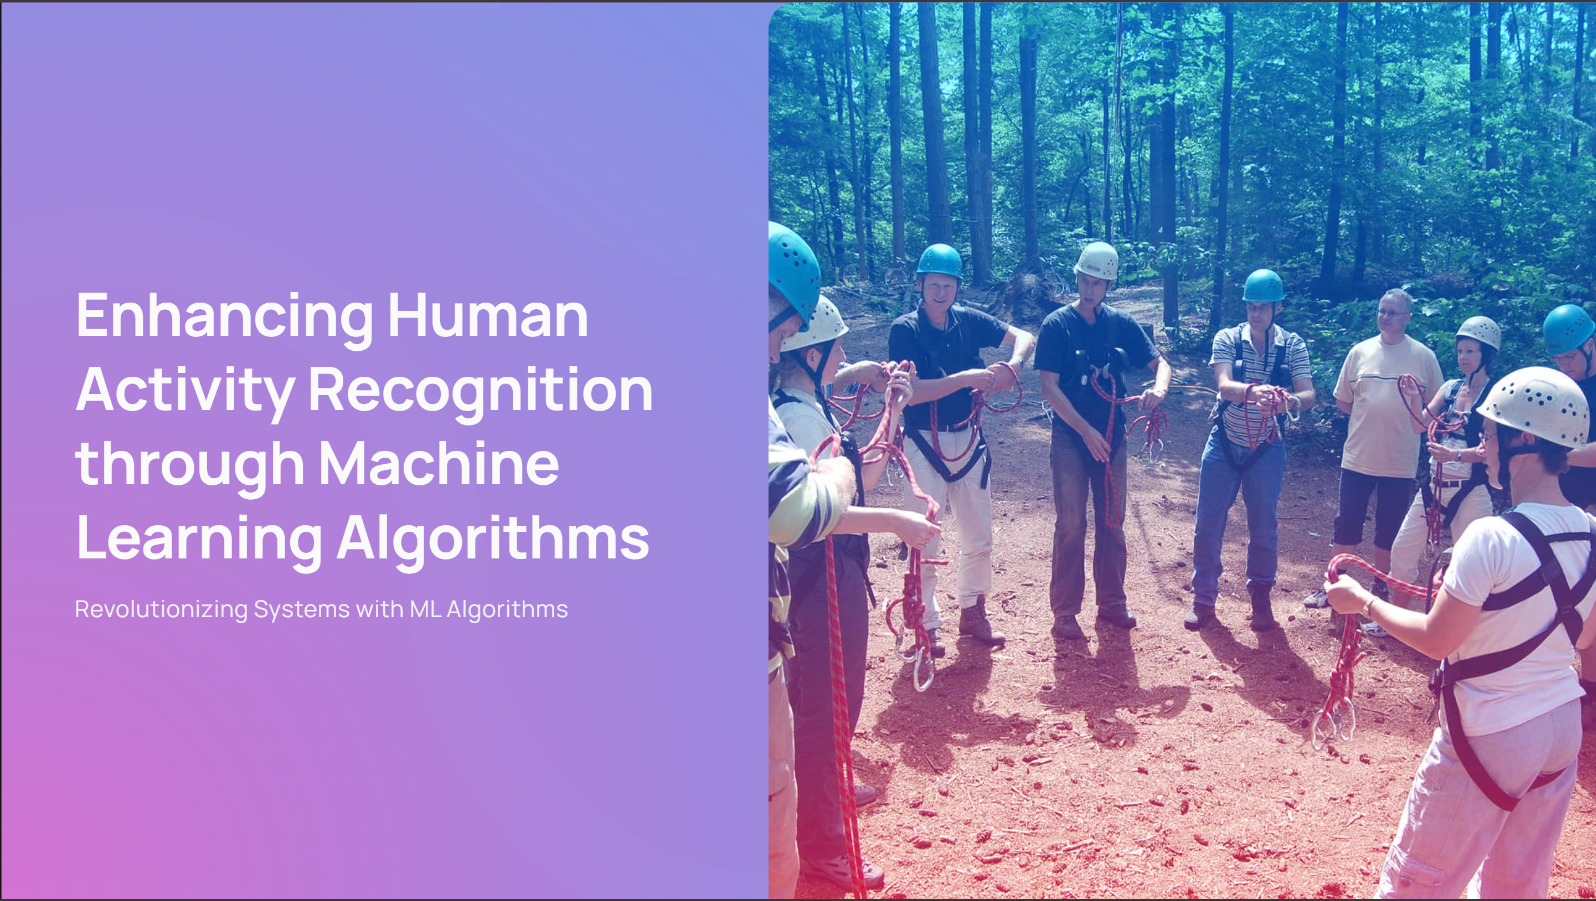 Enhancing Human
Activity Recognition
through Machine
Learning Algorithms
Revolutionizing Systems with ML Algorithms